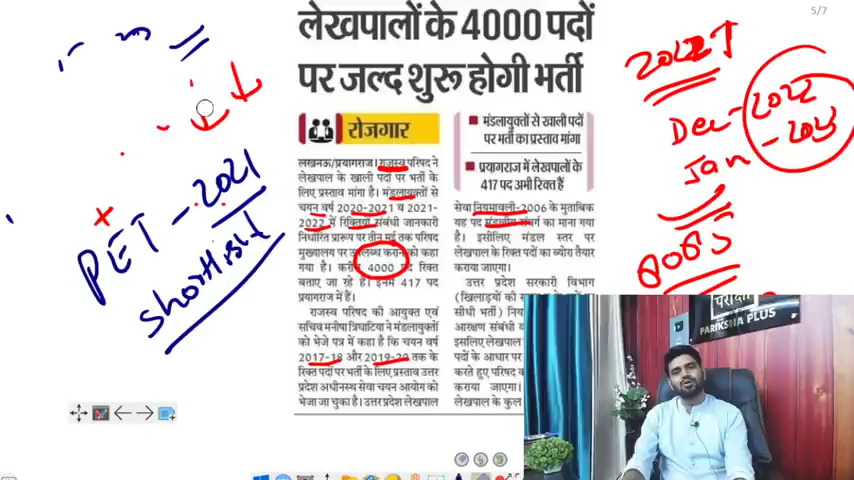 लेखपालों के 4000 पदों
पर जल्द शुरू होगी भर्ती
रोजगार
लखनऊ/प्रयागराज। राजस्व परिषद ने
लेखपाल के खाली पदों पर भर्ती के
लिए प्रस्ताव मांगा है। मंडलायुक्तों से
चयन वर्ष 2020-2021 व 2021-
2022 में रिक्तियों संबंधी जानकारी
निर्धारित प्रारूप पर तीन मई तक परिषद
मुख्यालय पर उपलब्ध कराने को कहा
गया है। करीब 4000 पद रिक्त
बताए जा रहे हैं। इनमें 417 पद
प्रयागराज में हैं।
राजस्व परिषद की आयुक्त एवं
सचिव मनीषा त्रिघाटिया ने मंडलायुक्तों
को भेजे पत्र में कहा है कि चयन वर्ष
2017-18 और 2019-20 तक के
रिक्त पदों पर भर्ती के लिए प्रस्ताव उत्तर
प्रदेश अधीनस्थ सेवा चयन आयोग को
भेजा जा चुका है। उत्तर प्रदेश लेखपाल
मंडलायुक्तों से खाली पदों
पर भर्ती का प्रस्ताव मांगा
प्रयागराज में लेखपालों के
417 पद अभी रिक्त हैं
सेवा नियमावली-2006 के मुताबिक
यह पद मंडलीय संवर्ग का माना गया
है। इसीलिए मंडल स्तर पर
लेखपाल के रिक्त पदों का ब्योरा तैयार
कराया जाएगा।
उत्तर प्रदेश सरकारी विभाग
(खिलाड़ियों की
सीधी भर्ती)
आरक्षण संबंधी
इसलिए लेखपाल
पदों के आधार पर
करते हुए परिषद
कराया जाएगा।
लेखपाल के कुल
PET - 2021
shortlist
Dec - 2022
Jan - 2023
8085
5/7
परीक्षा
PARIKSHA PLUS